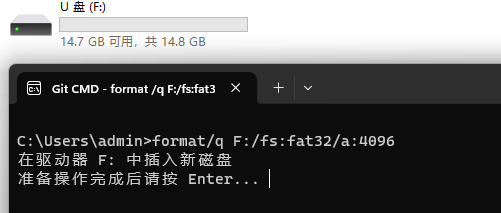 U 盘 (F:)
14.7 GB 可用，共 14.8 GB
Git CMD - format /q F:/fs:fat3
C:\Users\admin>format/q F:/fs:fat32/a:4096
在驱动器 F: 中插入新磁盘
准备操作完成后请按 Enter...